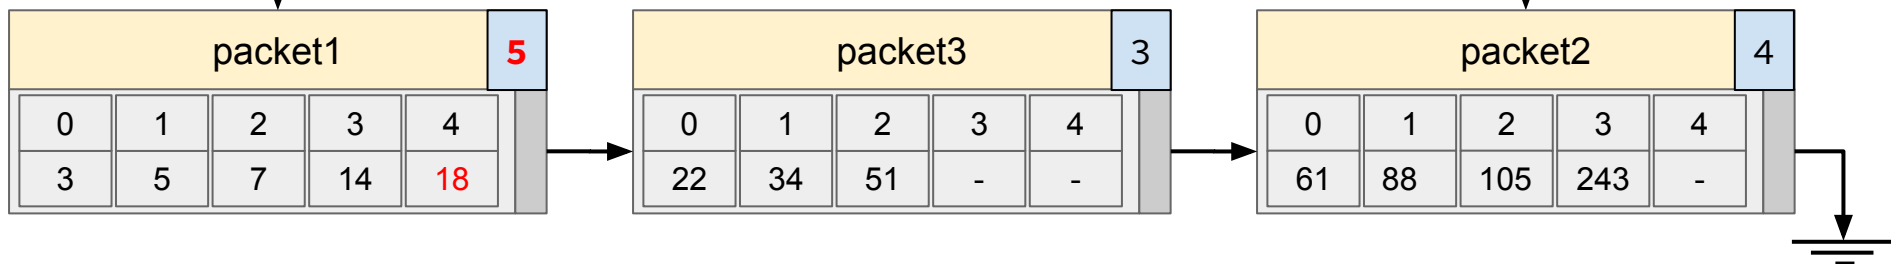 packet1 5 packet3 3 packet2 4
0 1 2 3 4 0 1 2 3 4 0 1 2 3 4
3 5 7 14 18 22 34 51 - - 61 88 105 243 -